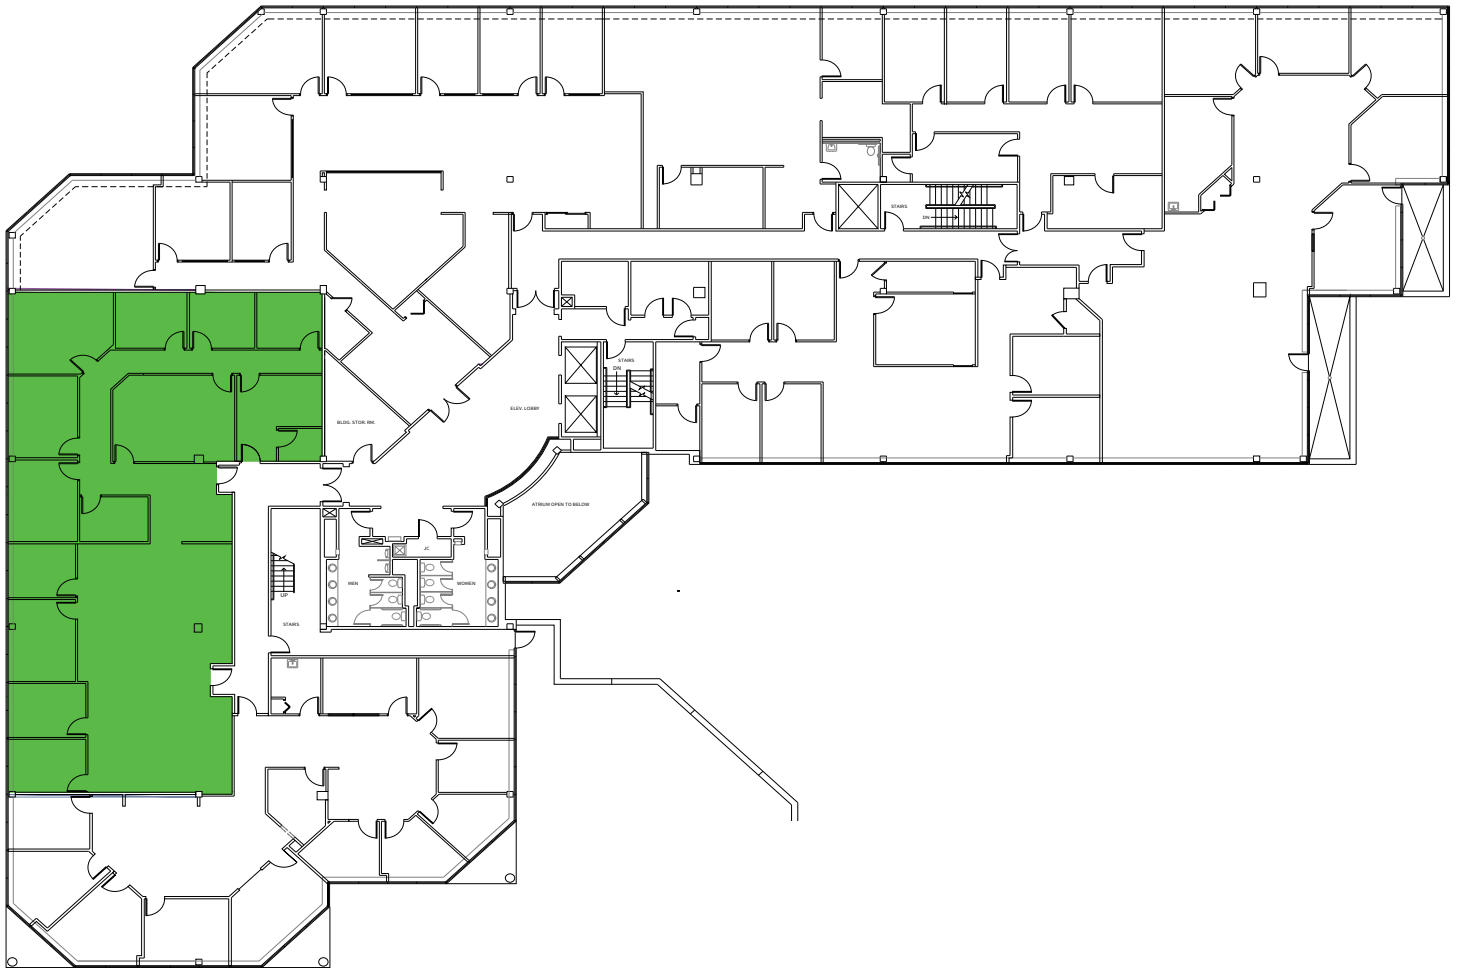 STAIRS
DN
STAIRS
DN
ELEV. LOBBY
BLDG. STOR. RM.
ATRIUM OPEN TO BELOW
JC
MEN
WOMEN
UP
STAIRS